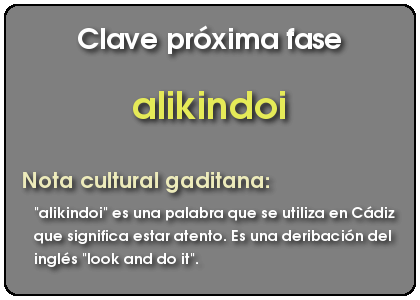 Clave próxima fase
alikindoi
Nota cultural gaditana:
"alikindoi" es una palabra que se utiliza en Cádiz
que significa estar atento. Es una deribación del
inglés "look and do it".